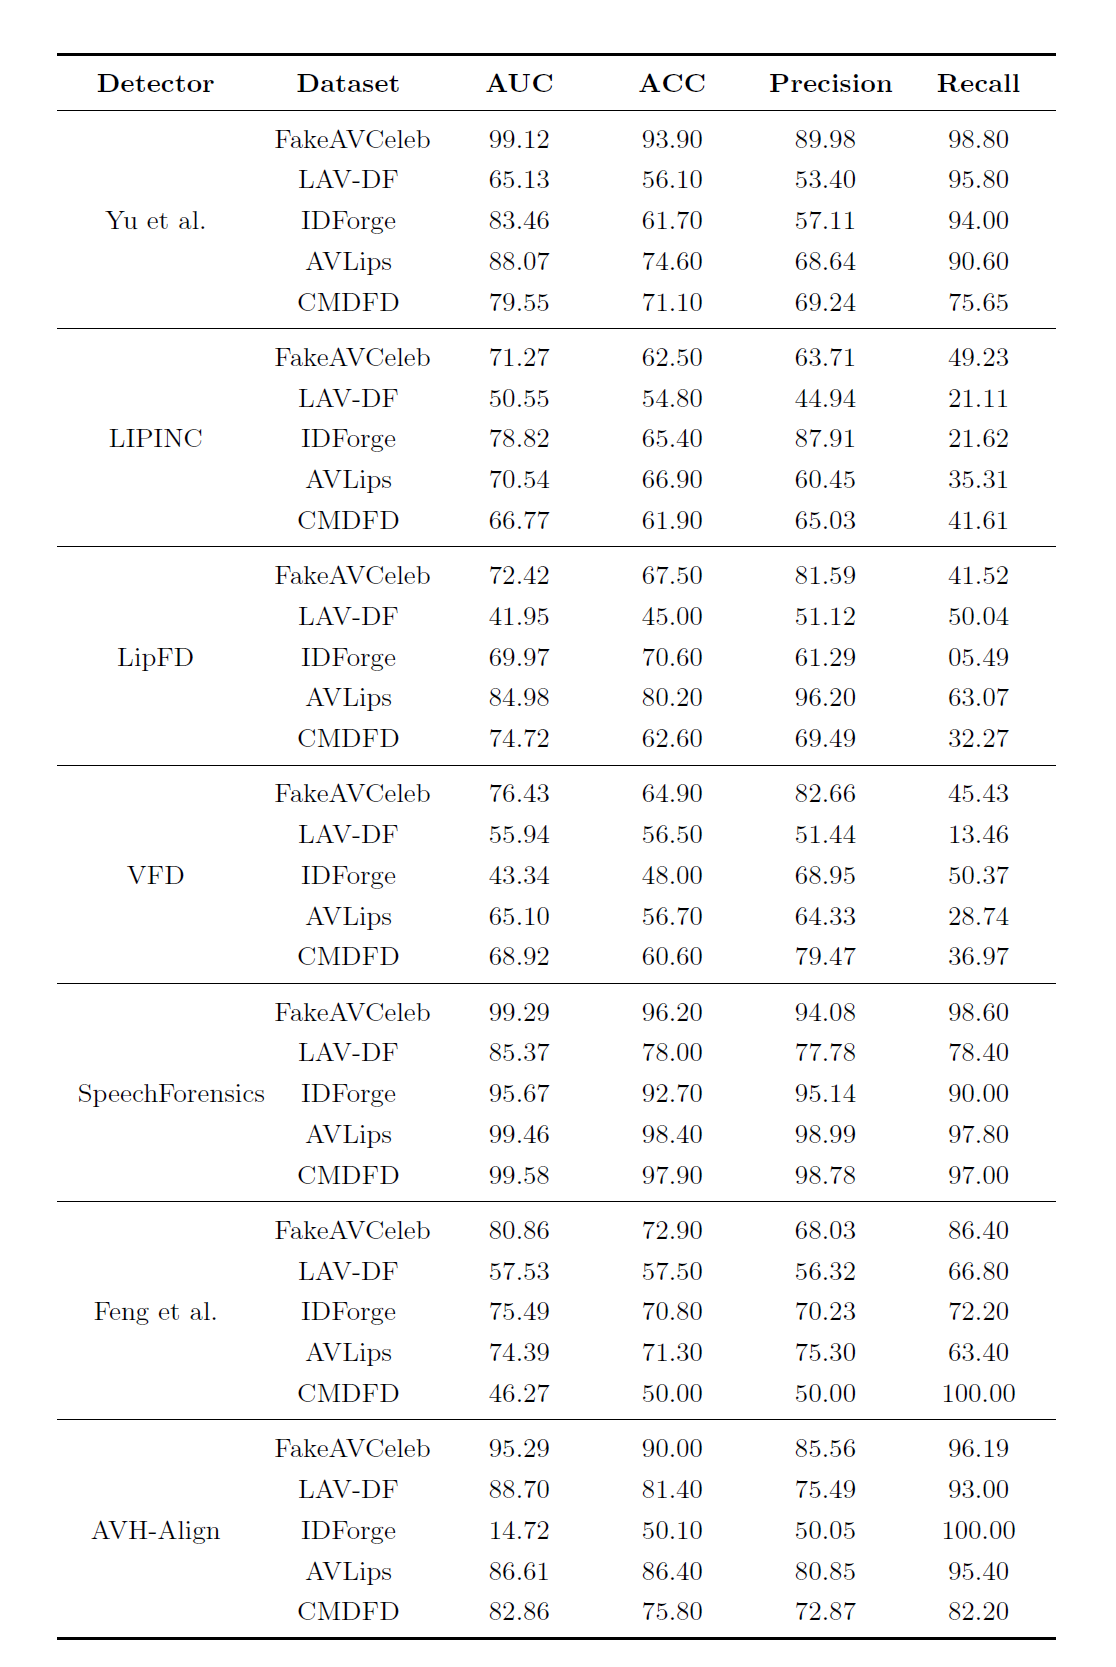 Detector Dataset AUC ACC Precision Recall
FakeAVCeleb 99.12 93.90 89.98 98.80
LAV-DF 65.13 56.10 53.40 95.80
Yu et al. IDForge 83.46 61.70 57.11 94.00
AVLips 88.07 74.60 68.64 90.60
CMDFD 79.55 71.10 69.24 75.65
FakeAVCeleb 71.27 62.50 63.71 49.23
LAV-DF 50.55 54.80 44.94 21.11
LIPINC IDForge 78.82 65.40 87.91 21.62
AVLips 70.54 66.90 60.45 35.31
CMDFD 66.77 61.90 65.03 41.61
FakeAVCeleb 72.42 67.50 81.59 41.52
LAV-DF 41.95 45.00 51.12 50.04
LipFD IDForge 69.97 70.60 61.29 05.49
AVLips 84.98 80.20 96.20 63.07
CMDFD 74.72 62.60 69.49 32.27
FakeAVCeleb 76.43 64.90 82.66 45.43
LAV-DF 55.94 56.50 51.44 13.46
VFD IDForge 43.34 48.00 68.95 50.37
AVLips 65.10 56.70 64.33 28.74
CMDFD 68.92 60.60 79.47 36.97
FakeAVCeleb 99.29 96.20 94.08 98.60
LAV-DF 85.37 78.00 77.78 78.40
SpeechForensics IDForge 95.67 92.70 95.14 90.00
AVLips 99.46 98.40 98.99 97.80
CMDFD 99.58 97.90 98.78 97.00
FakeAVCeleb 80.86 72.90 68.03 86.40
LAV-DF 57.53 57.50 56.32 66.80
Feng et al. IDForge 75.49 70.80 70.23 72.20
AVLips 74.39 71.30 75.30 63.40
CMDFD 46.27 50.00 50.00 100.00
FakeAVCeleb 95.29 90.00 85.56 96.19
LAV-DF 88.70 81.40 75.49 93.00
AVH-Align IDForge 14.72 50.10 50.05 100.00
AVLips 86.61 86.40 80.85 95.40
CMDFD 82.86 75.80 72.87 82.20